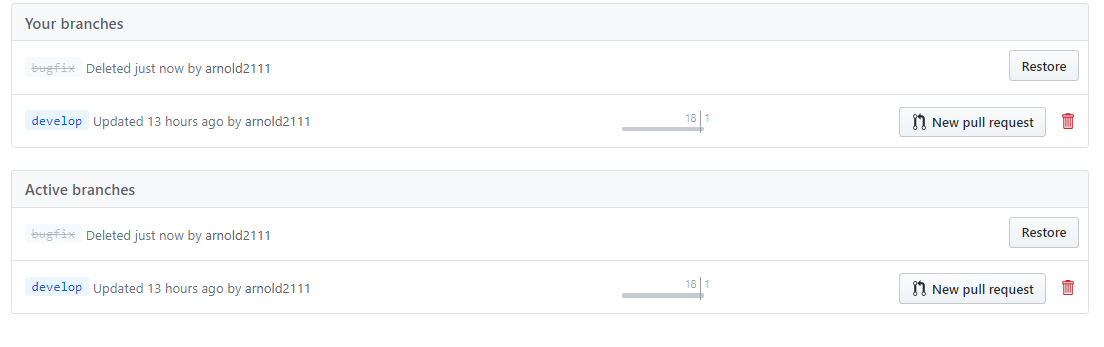 Your branches
bugfix Deleted just now by arnold2111 Restore
develop Updated 13 hours ago by arnold2111 18 1 New pull request
Active branches
bugfix Deleted just now by arnold2111 Restore
develop Updated 13 hours ago by arnold2111 18 1 New pull request